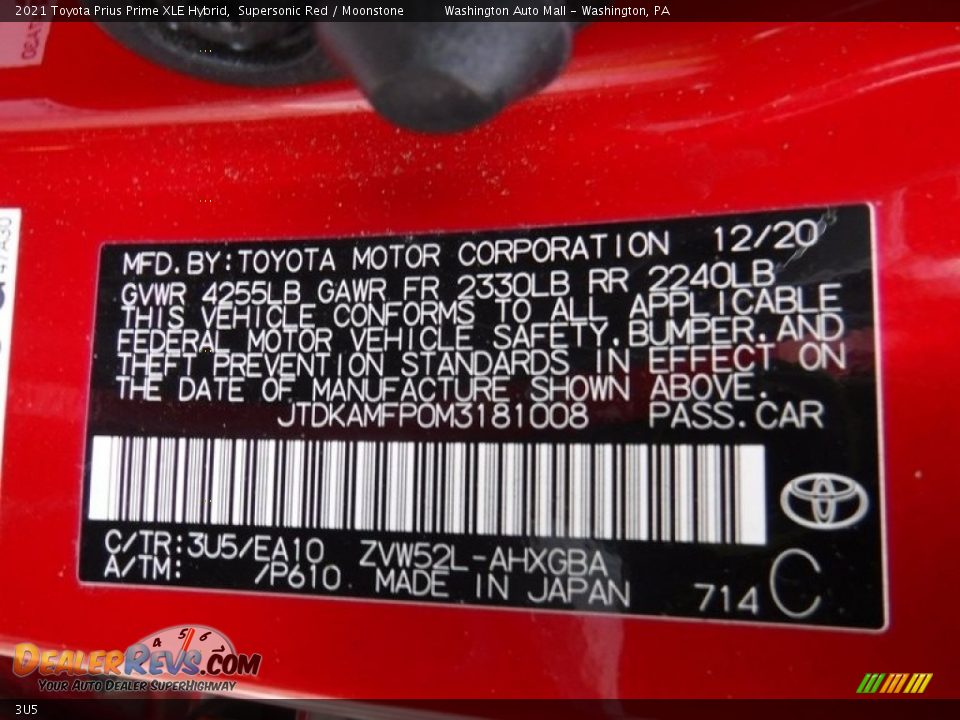 2021 Toyota Prius Prime XLE Hybrid, Supersonic Red / Moonstone Washington Auto Mall - Washington, PA
MFD.BY:TOYOTA MOTOR CORPORATION 12/20
GVWR 4255LB GAWR FR 2330LB RR 2240LB
THIS VEHICLE CONFORMS TO ALL APPLICABLE
FEDERAL MOTOR VEHICLE SAFETY,BUMPER,AND
THEFT PREVENTION STANDARDS IN EFFECT ON
THE DATE OF MANUFACTURE SHOWN ABOVE.
JTDKAMFP0M3181008 PASS.CAR
C/TR:3U5/EA10 ZVW52L-AHXGBA
A/TM: /P610 MADE IN JAPAN 714 C
4 5 6
DEALERREVS.COM
YOUR AUTO DEALER SUPERHIGHWAY
3U5